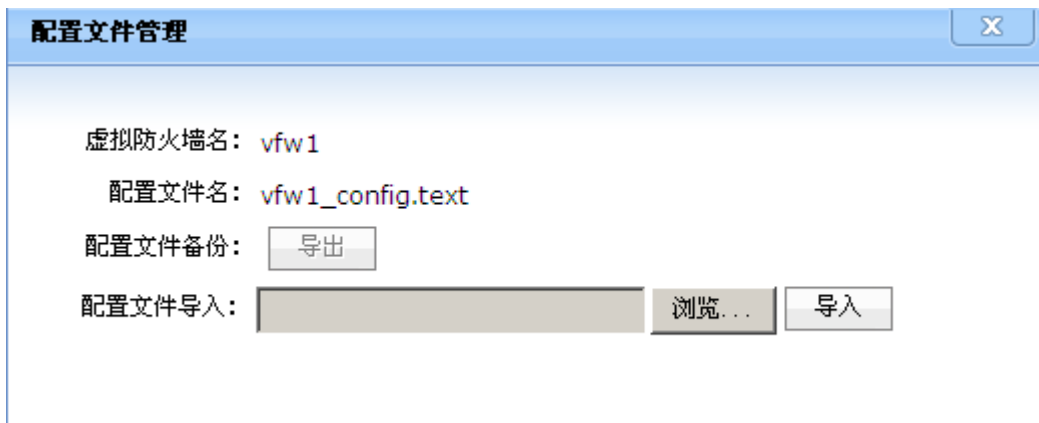 配置文件管理
虚拟防火墙名： vfw1
配置文件名： vfw1_config.text
配置文件备份： 导出
配置文件导入： 浏览... 导入